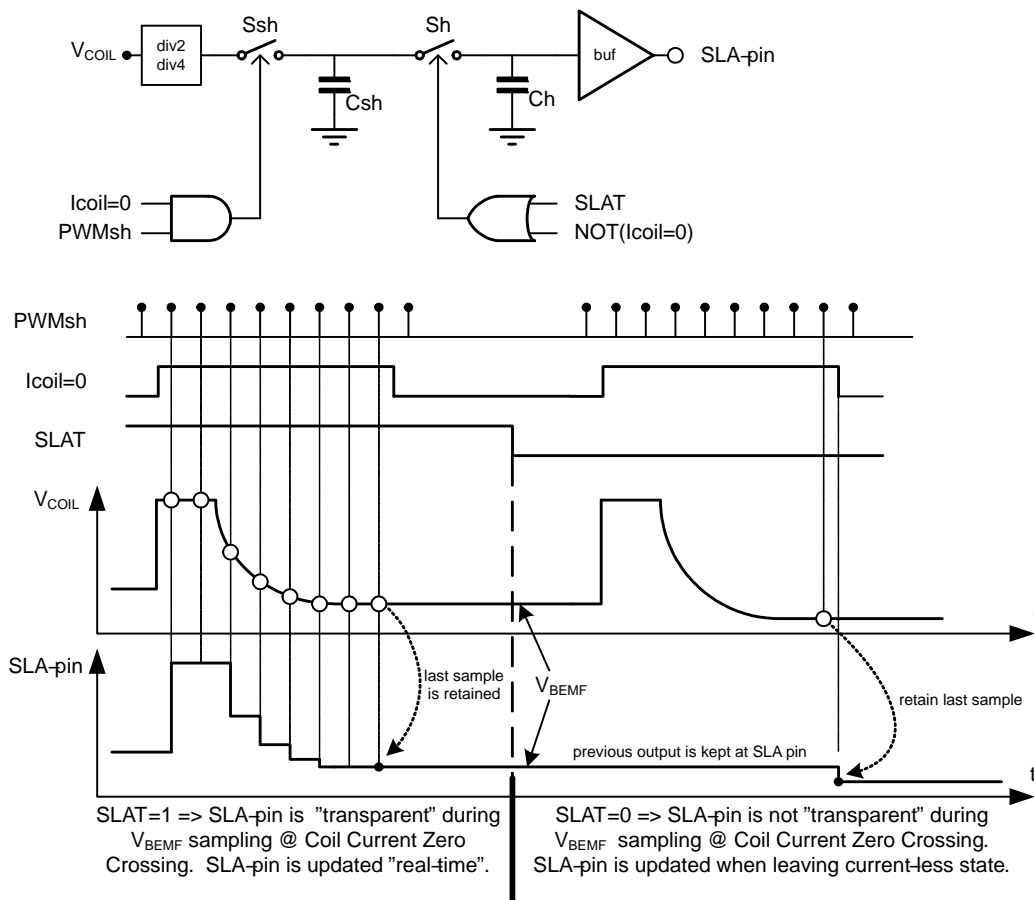 Ssh
Sh
V_COIL
div2
div4
buf
SLA-pin
Csh
Ch
Icoil=0
PWMsh
SLAT
NOT(Icoil=0)
PWMsh
Icoil=0
SLAT
V_COIL
t
SLA-pin
last sample
is retained
V_BEMF
retain last sample
previous output is kept at SLA pin
t
SLAT=1 => SLA-pin is "transparent" during
V_BEMF sampling @ Coil Current Zero
Crossing. SLA-pin is updated "real-time".
SLAT=0 => SLA-pin is not "transparent" during
V_BEMF sampling @ Coil Current Zero Crossing.
SLA-pin is updated when leaving current-less state.